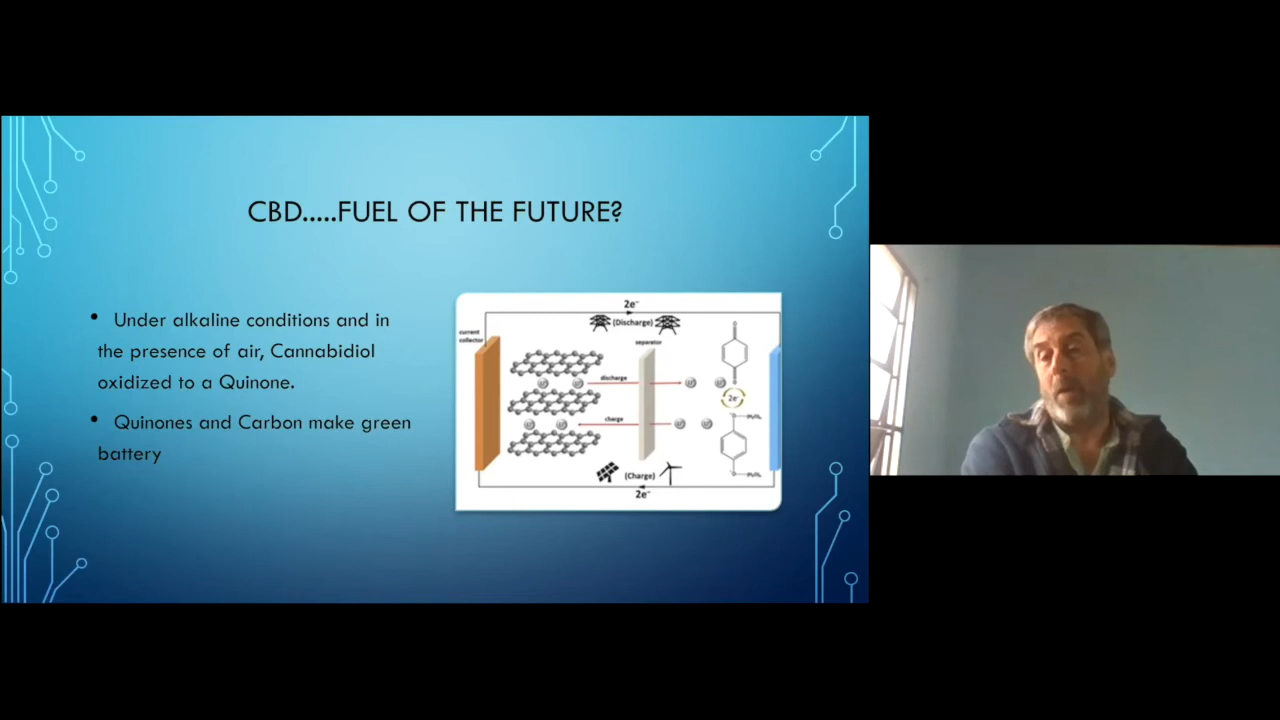 CBD.....FUEL OF THE FUTURE?
• Under alkaline conditions and in
the presence of air, Cannabidiol
oxidized to a Quinone.
• Quinones and Carbon make green
battery
2e⁻
current
collector
(Discharge)
separator
discharge
2e⁻
charge
(Charge)
2e⁻